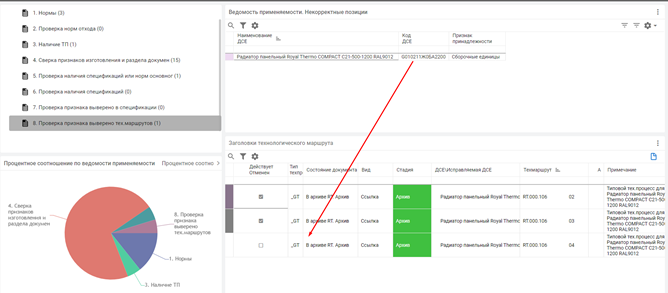 1. Нормы (3)
2. Проверка норм отхода (0)
3. Наличие ТП (1)
4. Сверка признаков изготовления и раздела докумен (15)
5. Проверка наличия спецификаций или норм основног (1)
6. Проверка наличия спецификаций (0)
7. Проверка признака выверено в спецификации (0)
8. Проверка признака выверено тех.маршрутов (1)
Процентное соотношение по ведомости применяемости
Процентное соотно
4. Сверка
признаков
изготовления и
раздела докумен
8. Проверка
признака
выверено
тех.маршрутов
1. Нормы
3. Наличие ТП
Ведомость применяемости. Некорректные позиции
Наименование ДСЕ
Код ДСЕ
Признак принадлежности
Радиатор панельный Royal Thermo COMPACT C21-500-1200 RAL9012
Сборочные единицы
Заголовки технологического маршрута
Действует Отменен
Тип техпр
Состояние документа
Вид
Стадия
ДСЕ\Исправляемая ДСЕ
Техмаршрут
А
Примечание
_GT В архиве RT. Архив Ссылка Архив Радиатор панельный Royal Thermo RT.000.106 02
Типовой тех.процесс для
Радиатор панельный Roy
Thermo COMPACT C21-500-
1200 RAL9012
_GT В архиве RT. Архив Ссылка Архив Радиатор панельный Royal Thermo RT.000.106 03
Типовой тех.процесс для
Радиатор панельный Roy
Thermo COMPACT C21-500-
1200 RAL9012
_GT В архиве RT. Архив Ссылка Архив Радиатор панельный Royal Thermo RT.000.106 04
Типовой тех.процесс для
Радиатор панельный Roy
Thermo COMPACT C21-500-
1200 RAL9012